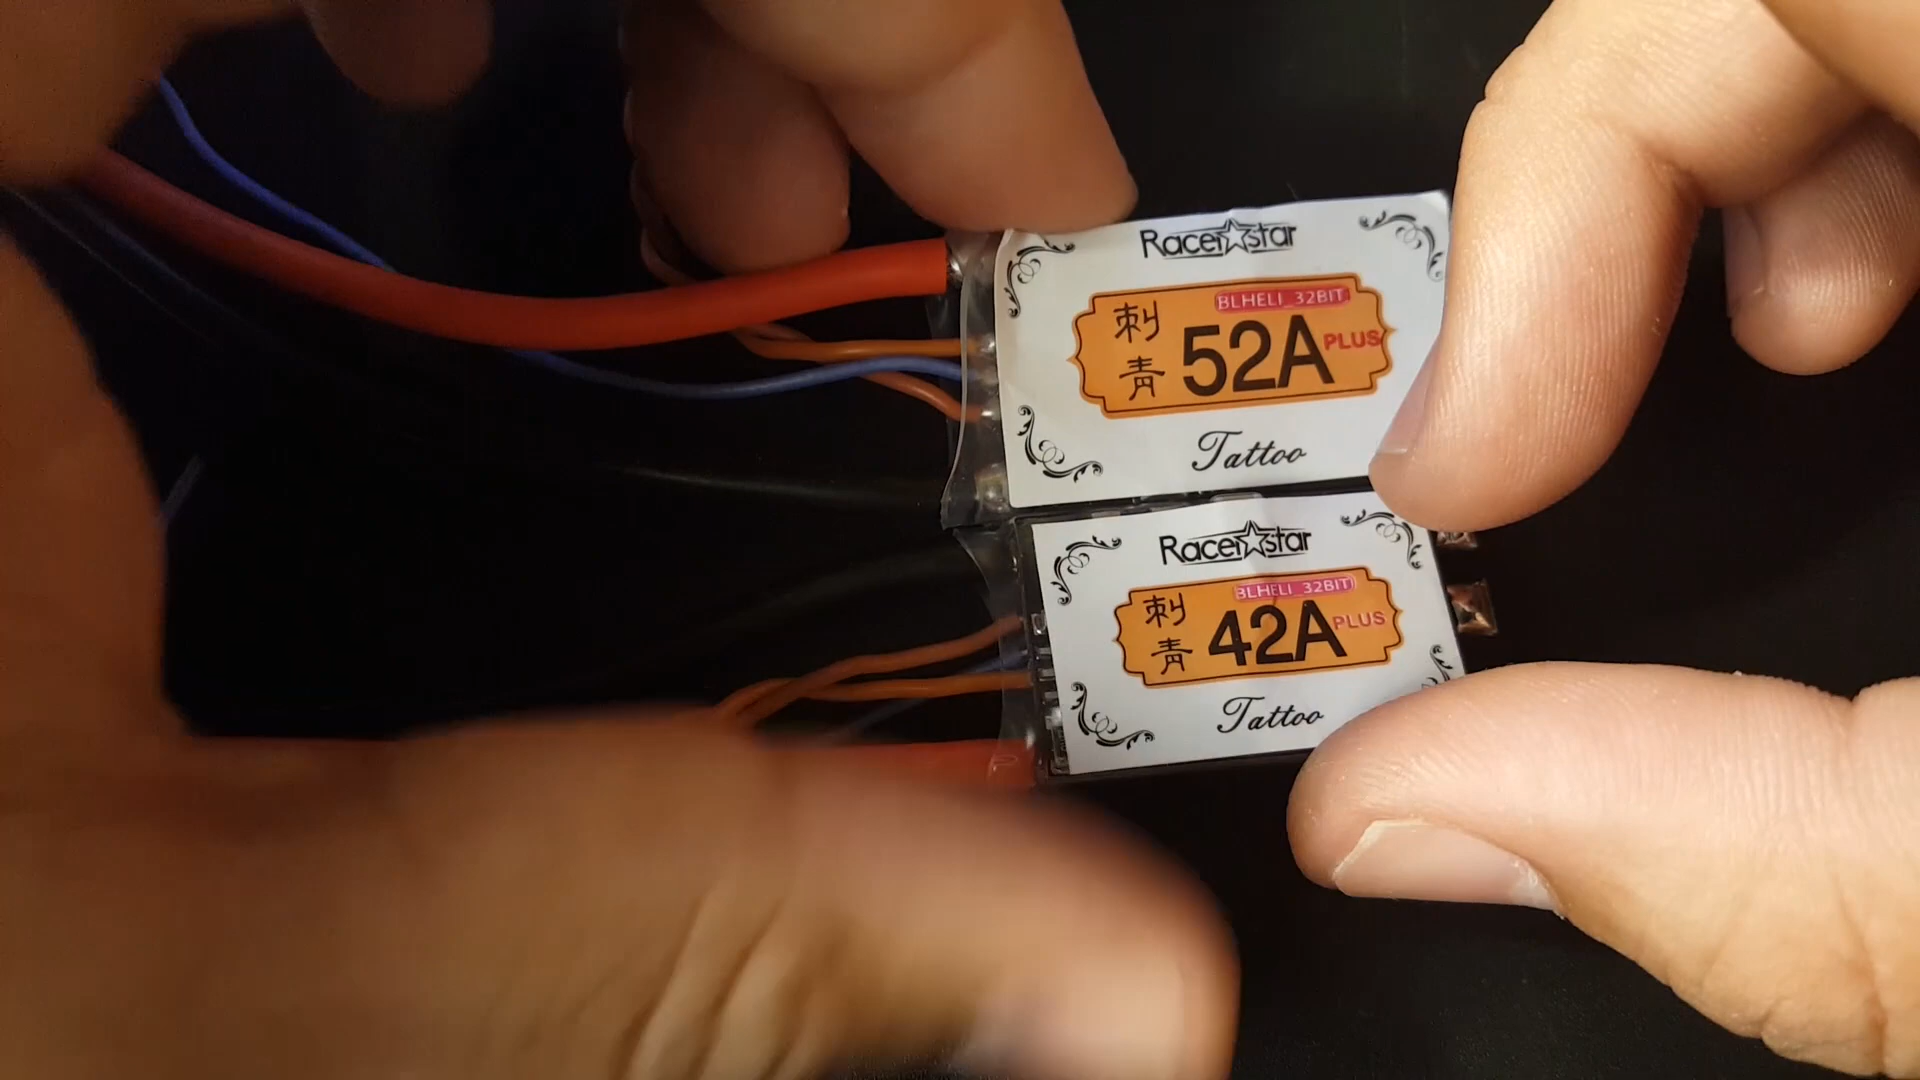 Racerstar
BLHELI_32BIT
刺青 52A PLUS
Tattoo
Racerstar
BLHELI_32BIT
刺青 42A PLUS
Tattoo